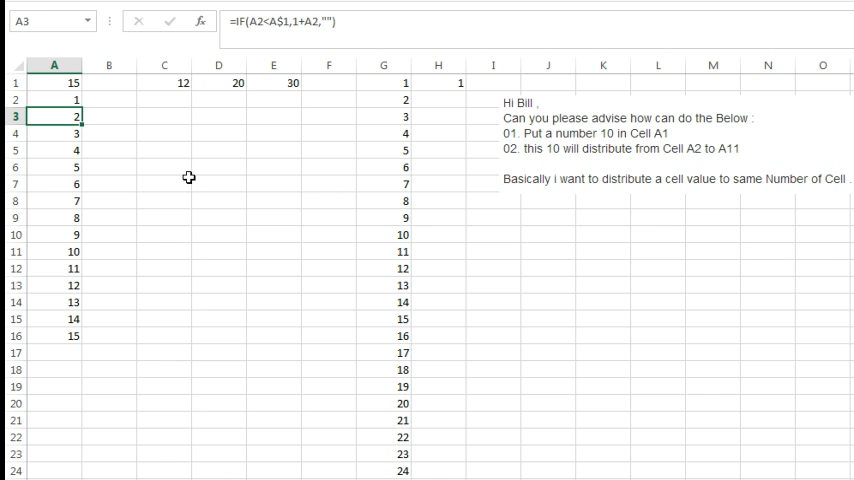 A3 fx =IF(A2<A$1,1+A2,"")
A B C D E F G H I J K L M N O
1 15 12 20 30 1 1
2 1 2
3 2 3
4 3 4
5 4 5
6 5 6
7 6 7
8 7 8
9 8 9
10 9 10
11 10 11
12 11 12
13 12 13
14 13 14
15 14 15
16 15 16
17 17
18 18
19 19
20 20
21 21
22 22
23 23
24 24
Hi Bill ,
Can you please advise how can do the Below :
01. Put a number 10 in Cell A1
02. this 10 will distribute from Cell A2 to A11
Basically i want to distribute a cell value to same Number of Cell .